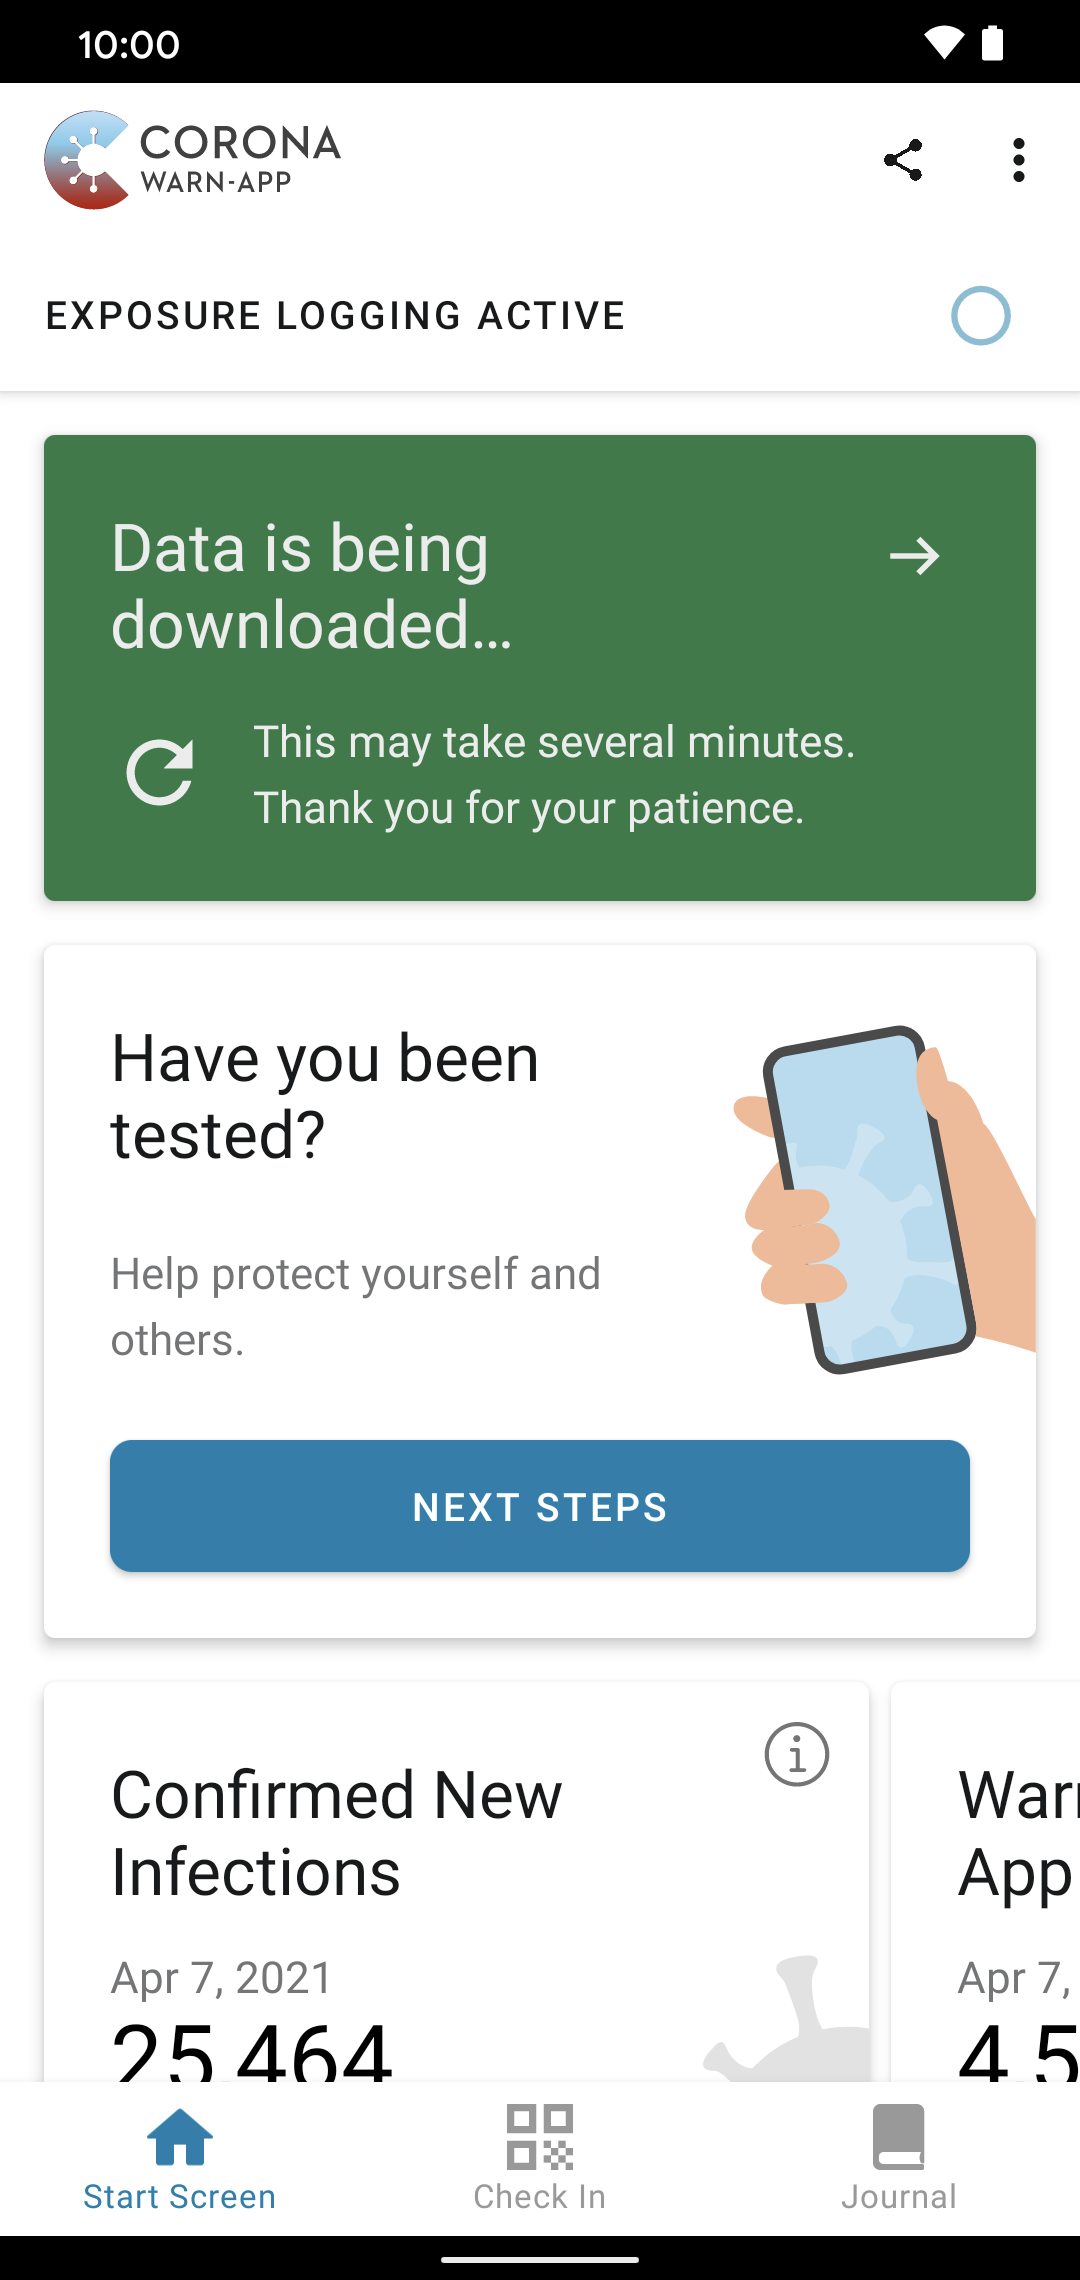 10:00
CORONA
WARN-APP
EXPOSURE LOGGING ACTIVE
Data is being
downloaded...
This may take several minutes.
Thank you for your patience.
Have you been
tested?
Help protect yourself and
others.
NEXT STEPS
Confirmed New
Infections
Apr 7, 2021
25,464
App
Apr 7,
4.5
Start Screen
Check In
Journal